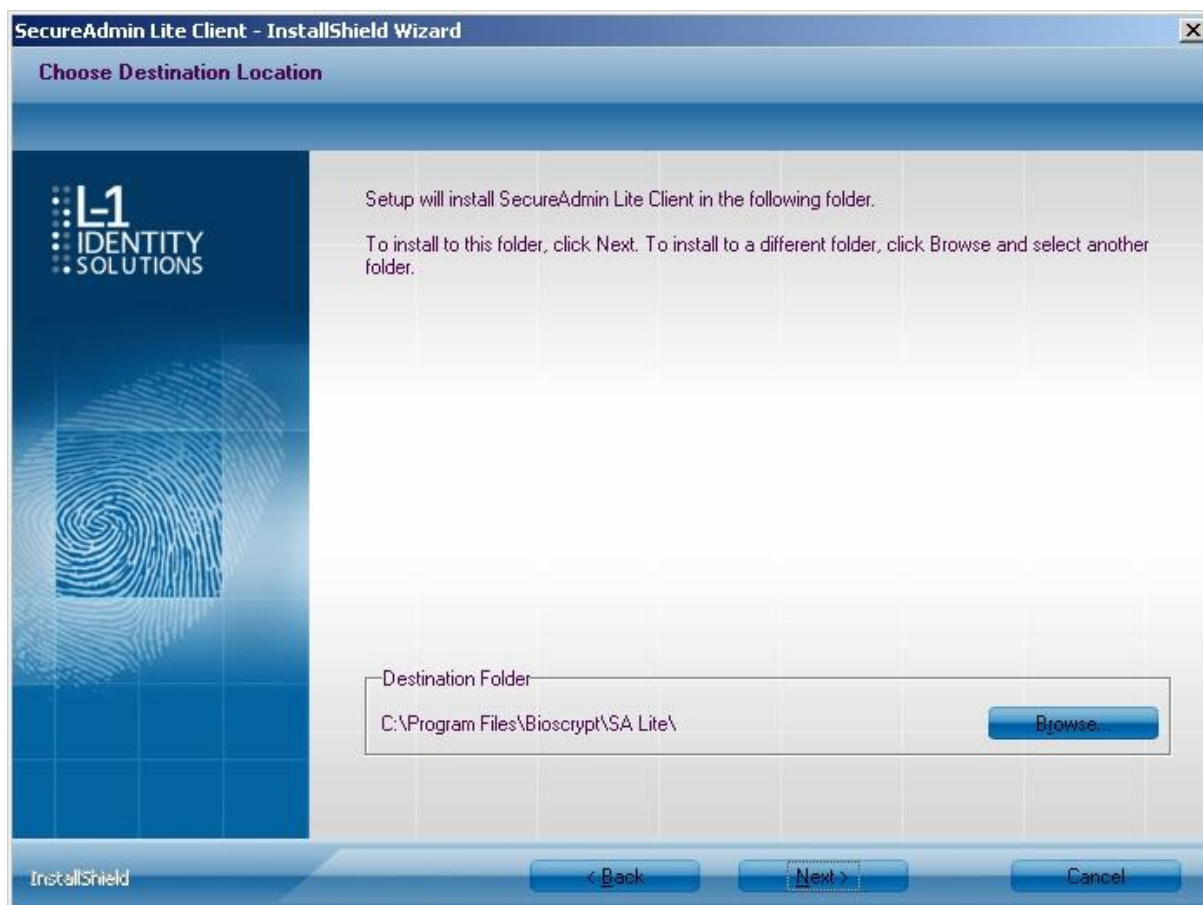 SecureAdmin Lite Client - InstallShield Wizard
Choose Destination Location
L-1
IDENTITY
SOLUTIONS
Setup will install SecureAdmin Lite Client in the following folder.
To install to this folder, click Next. To install to a different folder, click Browse and select another
folder.
Destination Folder
C:\Program Files\Bioscrypt\SA Lite\
Browse...
InstallShield
< Back
Next >
Cancel